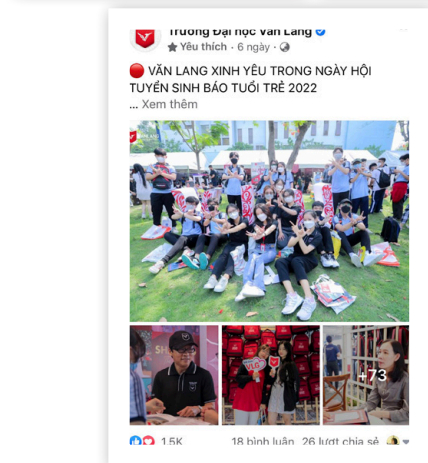 Trường Đại học Văn Lang
Yêu thích · 6 ngày ·
VĂN LANG XINH YÊU TRONG NGÀY HỘI
TUYỂN SINH BÁO TUỔI TRẺ 2022
... Xem thêm
+73
1,5K 18 bình luận 26 lượt chia sẻ